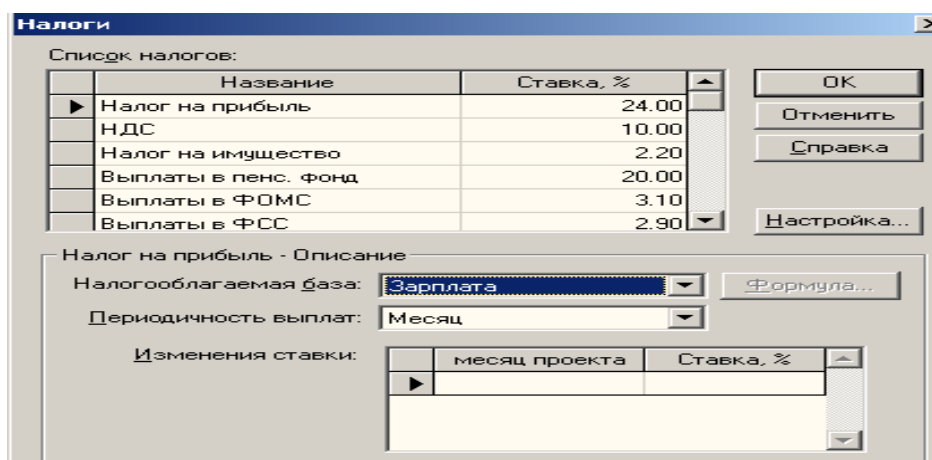 Налоги
Список налогов:
Название Ставка, %
Налог на прибыль 24.00
НДС 10.00
Налог на имущество 2.20
Выплаты в пенс. фонд 20.00
Выплаты в ФОМС 3.10
Выплаты в ФСС 2.90
OK
Отменить
Справка
Настройка...
Налог на прибыль - Описание
Налогооблагаемая база: Зарплата Формула...
Периодичность выплат: Месяц
Изменения ставки: месяц проекта Ставка, %